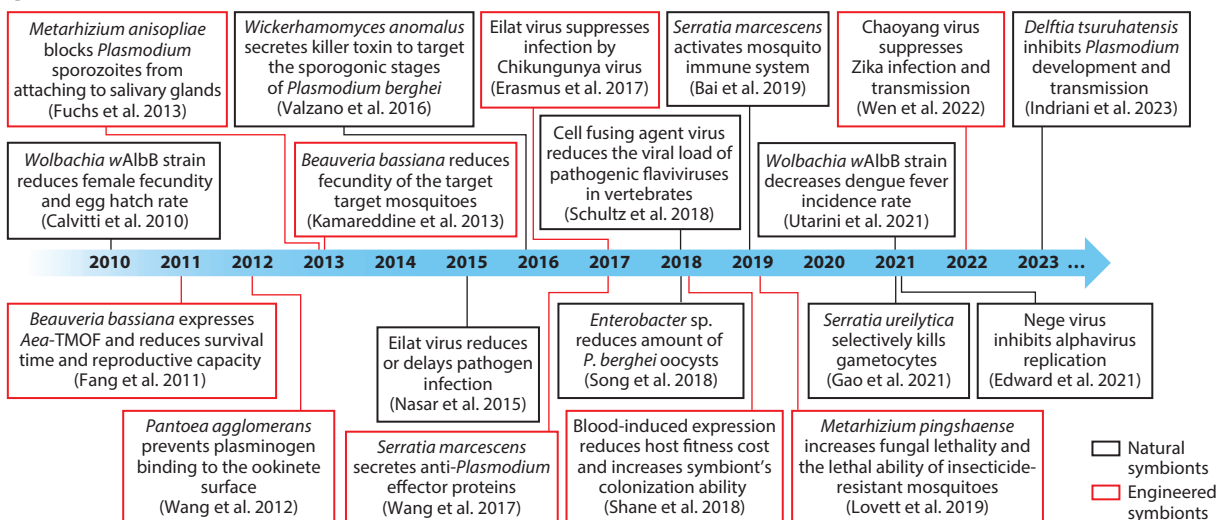 Metarhizium anisopliae
blocks Plasmodium
sporozoites from
attaching to salivary glands
(Fuchs et al. 2013)
Wickerhamomyces anomalus
secretes killer toxin to target
the sporogonic stages
of Plasmodium berghei
(Valzano et al. 2016)
Eilat virus suppresses
infection by
Chikungunya virus
(Erasmus et al. 2017)
Serratia marcescens
activates mosquito
immune system
(Bai et al. 2019)
Chaoyang virus
suppresses
Zika infection and
transmission
(Wen et al. 2022)
Delftia tsuruhatensis
inhibits Plasmodium
development and
transmission
(Indriani et al. 2023)
Wolbachia wAlbB strain
reduces female fecundity
and egg hatch rate
(Calvitti et al. 2010)
Beauveria bassiana reduces
fecundity of the target
target mosquitoes
(Kamareddine et al. 2013)
Cell fusing agent virus
reduces the viral load of
pathogenic flaviviruses
in vertebrates
(Schultz et al. 2018)
Wolbachia wAlbB strain
decreases dengue fever
incidence rate
(Utarini et al. 2021)
2010 2011 2012 2013 2014 2015 2016 2017 2018 2019 2020 2021 2022 2023 ...
Beauveria bassiana expresses
Aea-TMOF and reduces survival
time and reproductive capacity
(Fang et al. 2011)
Eilat virus reduces
or delays pathogen
infection
(Nasar et al. 2015)
Enterobacter sp.
reduces amount of
P. berghei oocysts
(Song et al. 2018)
Serratia ureilytica
selectively kills
gametocytes
(Gao et al. 2021)
Nege virus
inhibits alphavirus
replication
(Edward et al. 2021)
Pantoea agglomerans
prevents plasminogen
binding to the ookinete
surface
(Wang et al. 2012)
Serratia marcescens
secretes anti-Plasmodium
effector proteins
(Wang et al. 2017)
Blood-induced expression
reduces host fitness cost
and increases symbiont's
colonization ability
(Shane et al. 2018)
Metarhizium pingshaense
increases fungal lethality and
the lethal ability of insecticide-
resistant mosquitoes
(Lovett et al. 2019)
Natural
symbionts
Engineered
symbionts